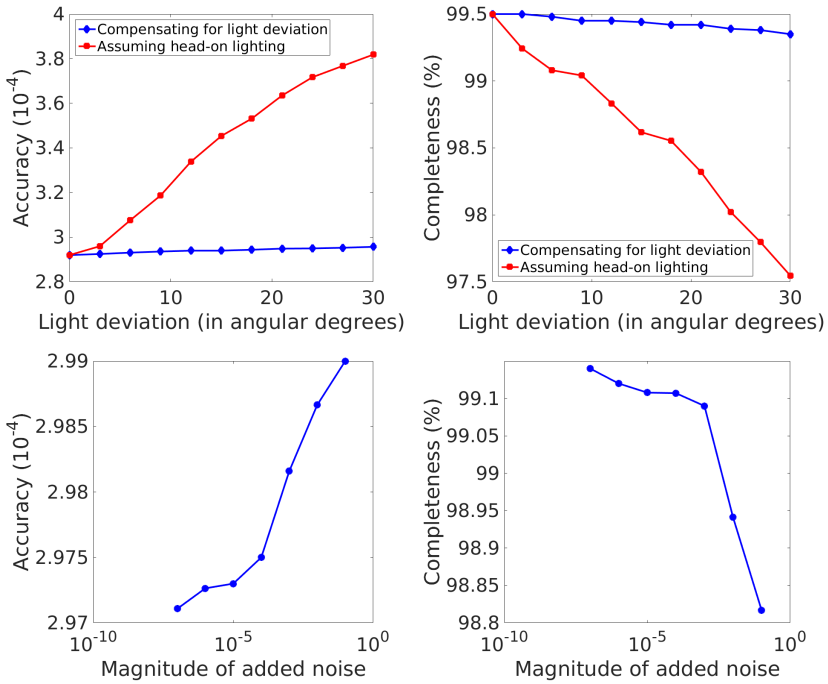 4
3.8
3.6
3.4
3.2
3
2.8
Accuracy (10^-4)
Compensating for light deviation
Assuming head-on lighting
0 10 20 30
Light deviation (in angular degrees)
99.5
99
98.5
98
97.5
Completeness (%)
Compensating for light deviation
Assuming head-on lighting
0 10 20 30
Light deviation (in angular degrees)
2.99
2.985
2.98
2.975
2.97
Accuracy (10^-4)
10^-10 10^-5 10^0
Magnitude of added noise
99.1
99.05
99
98.95
98.9
98.85
98.8
Completeness (%)
10^-10 10^-5 10^0
Magnitude of added noise